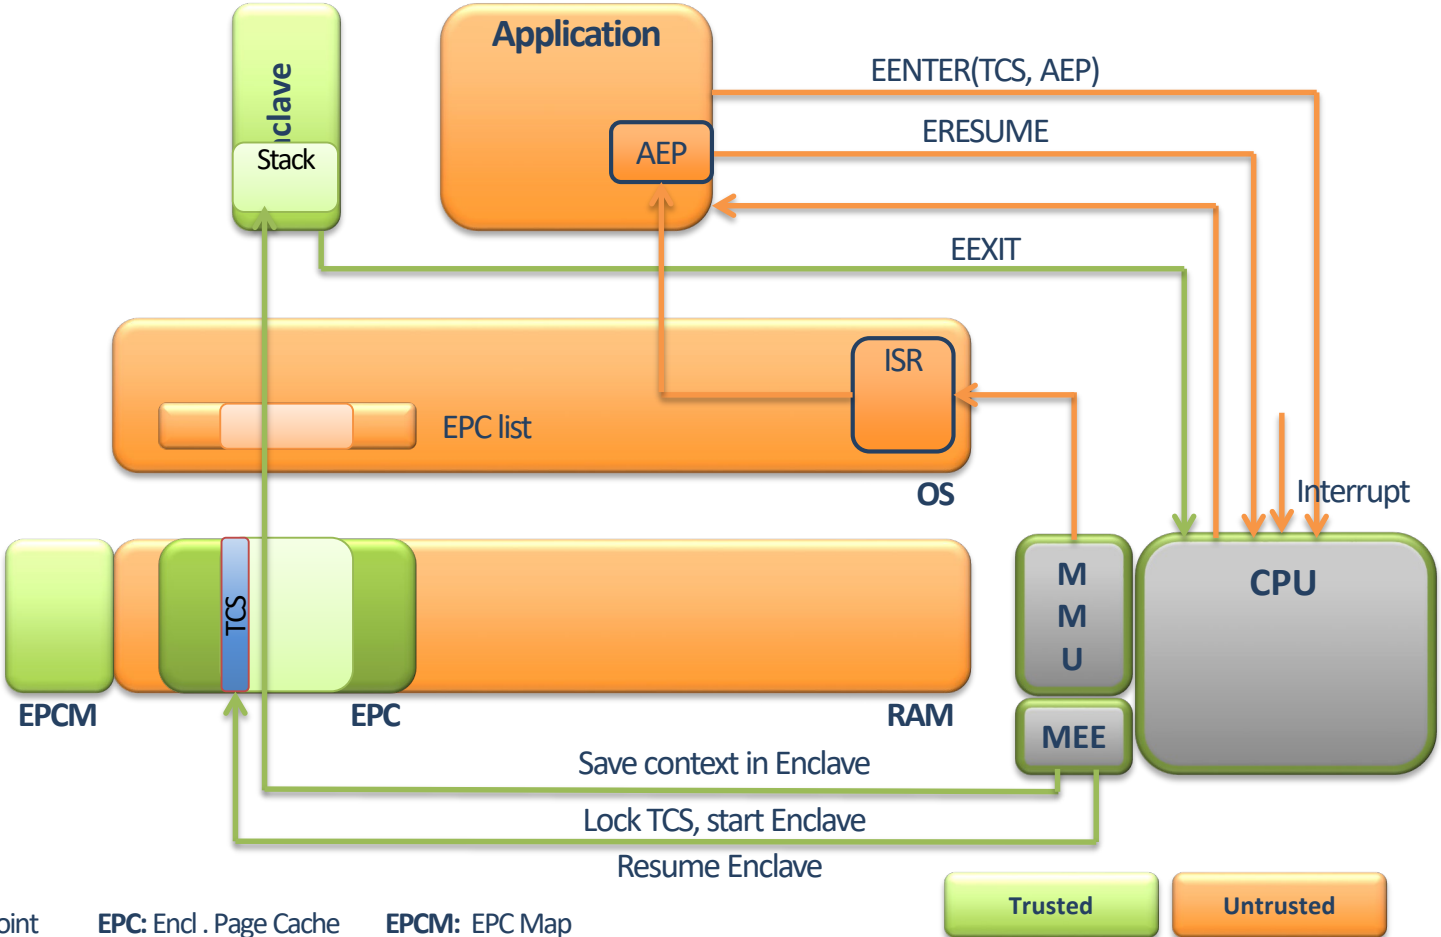 Application
EENTER(TCS, AEP)
nclave
ERESUME
Stack
AEP
EEXIT
ISR
EPC list
OS
Interrupt
M
M
U
CPU
TCS
EPCM
EPC
RAM
MEE
Save context in Enclave
Lock TCS, start Enclave
Resume Enclave
Trusted
Untrusted
oint EPC: Encl . Page Cache EPCM: EPC Map